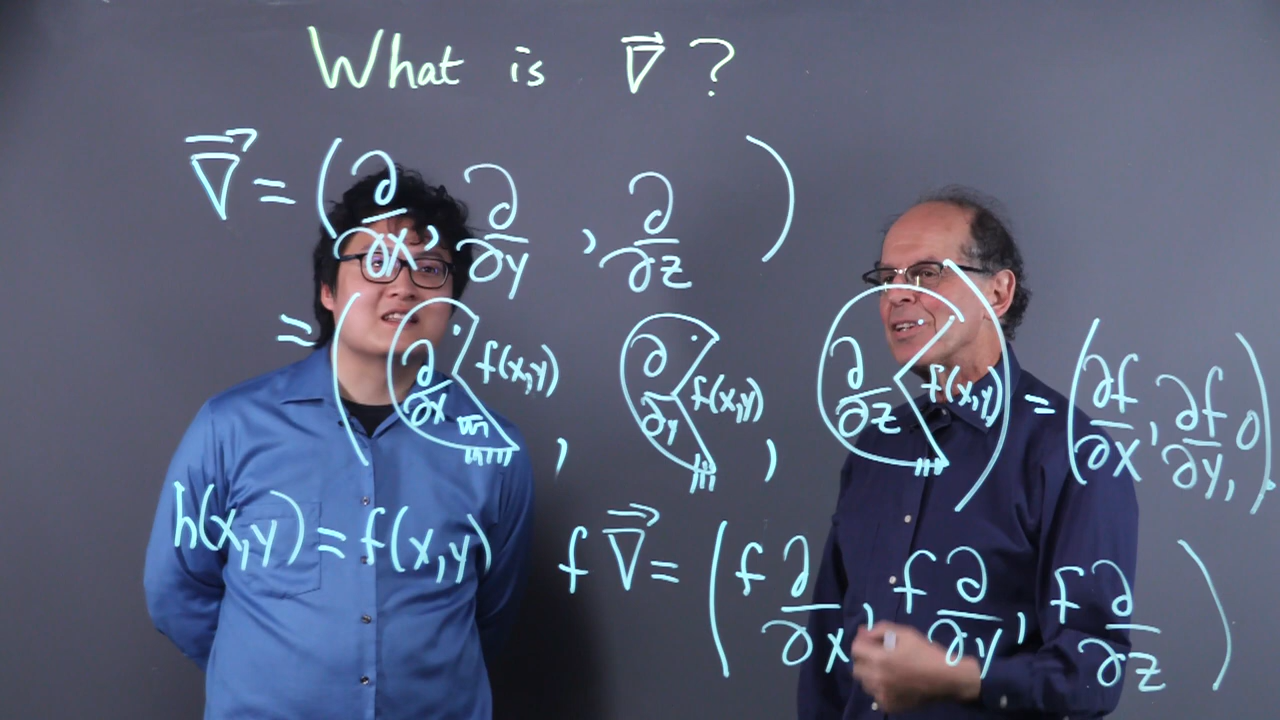 What is ∇⃗ ?
∇⃗ = ( ∂/∂x , ∂/∂y , ∂/∂z )
= ( ∂/∂x f(x,y) , ∂/∂y f(x,y) , ∂/∂z f(x,y) ) = ( ∂f/∂x , ∂f/∂y , 0 )
h(x,y) = f(x,y)
f ∇⃗ = ( f ∂/∂x , f ∂/∂y , f ∂/∂z )